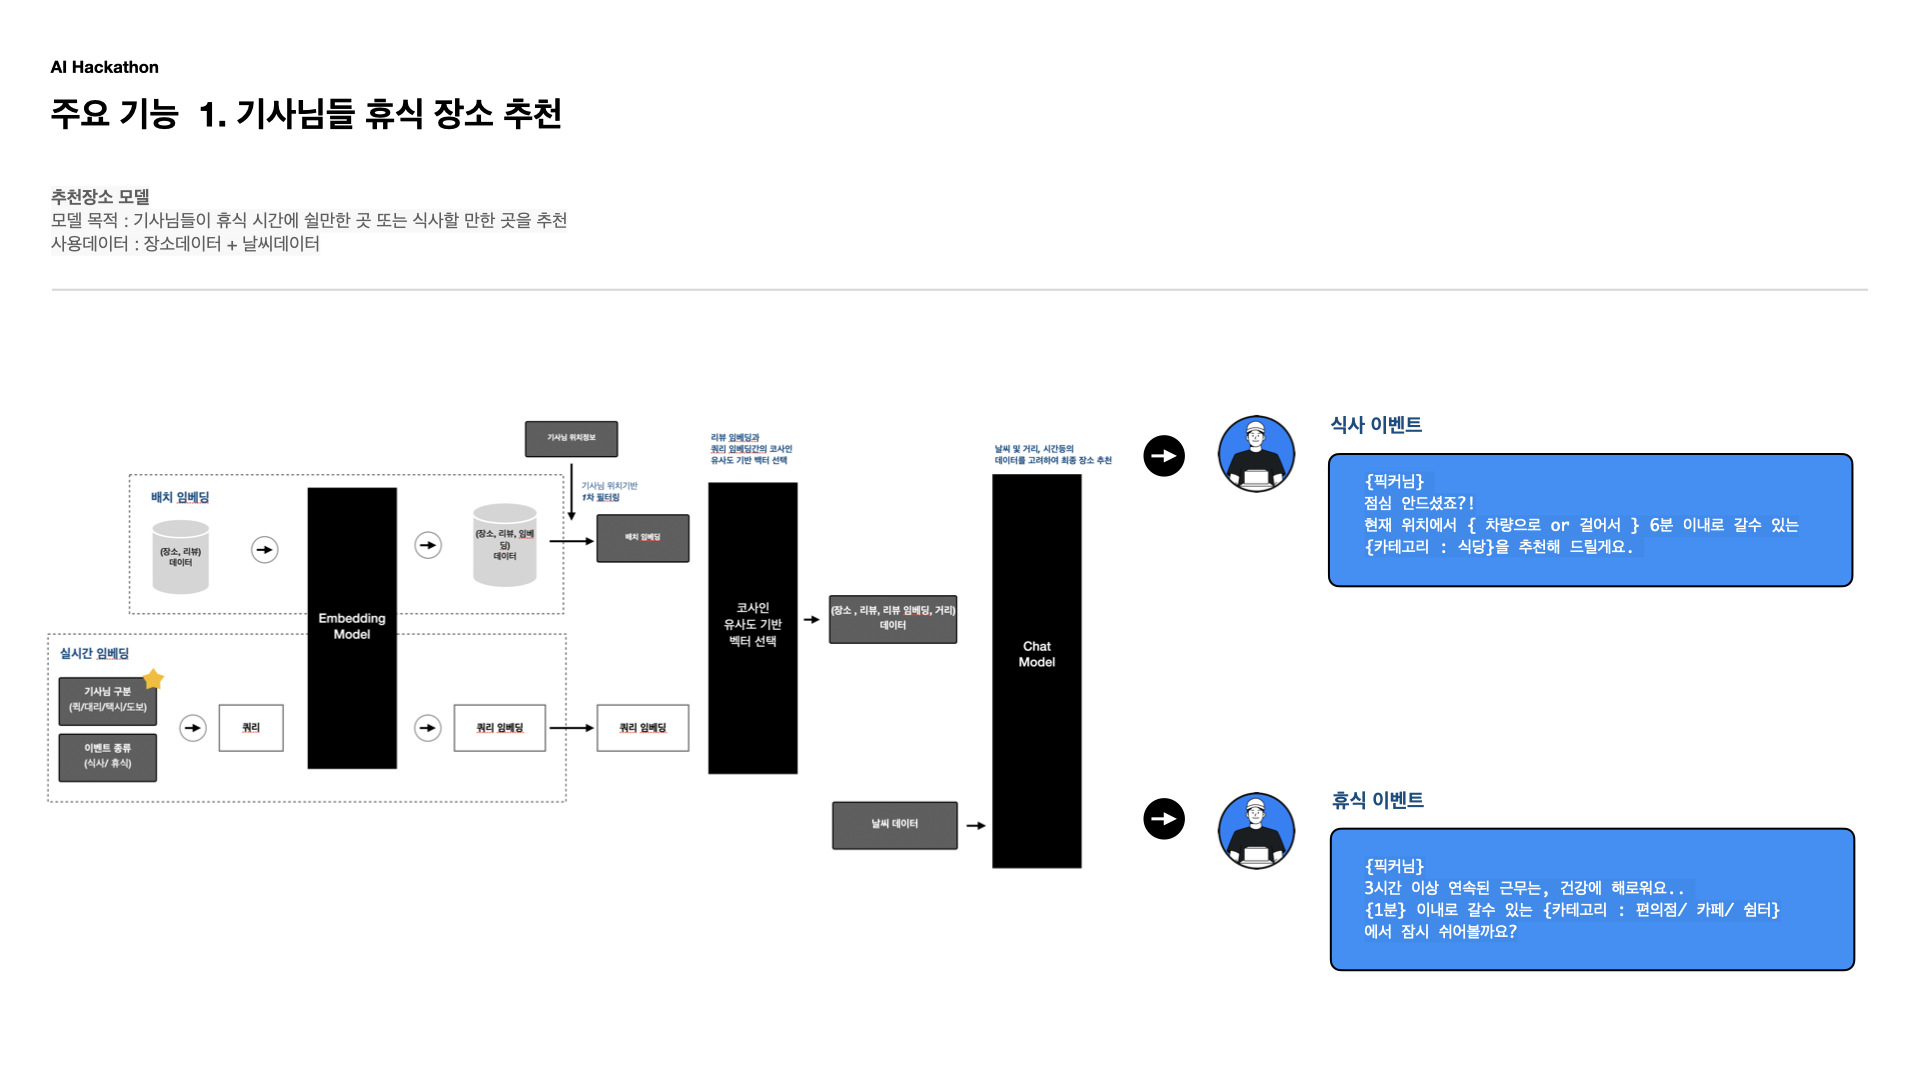 AI Hackathon
주요 기능 1. 기사님들 휴식 장소 추천
추천장소 모델
모델 목적 : 기사님들이 휴식 시간에 쉴만한 곳 또는 식사할 만한 곳을 추천
사용데이터 : 장소데이터 + 날씨데이터
기사님 위치정보
기사님 위치기반
1차 필터링
배치 임베딩
(장소, 리뷰)
데이터
(장소, 리뷰, 임베
딩)
데이터
배치 임베딩
Embedding
Model
실시간 임베딩
기사님 구분
(퀵/대리/택시/도보)
이벤트 종류
(식사/ 휴식)
쿼리
쿼리 임베딩
쿼리 임베딩
리뷰 임베딩과
쿼리 임베딩간의 코사인
유사도 기반 벡터 선택
코사인
유사도 기반
벡터 선택
(장소 , 리뷰, 리뷰 임베딩, 거리)
데이터
날씨 데이터
날씨 및 거리, 시간등의
데이터를 고려하여 최종 장소 추천
Chat
Model
식사 이벤트
{픽커님}
점심 안드셨죠?!
현재 위치에서 { 차량으로 or 걸어서 } 6분 이내로 갈수 있는
{카테고리 : 식당}을 추천해 드릴게요.
휴식 이벤트
{픽커님}
3시간 이상 연속된 근무는, 건강에 해로워요..
{1분} 이내로 갈수 있는 {카테고리 : 편의점/ 카페/ 쉼터}
에서 잠시 쉬어볼까요?